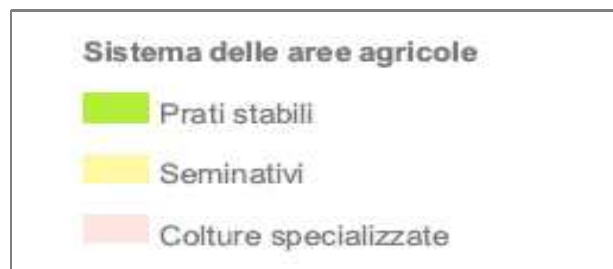 Sistema delle aree agricole
Prati stabili
Seminativi
Colture specializzate